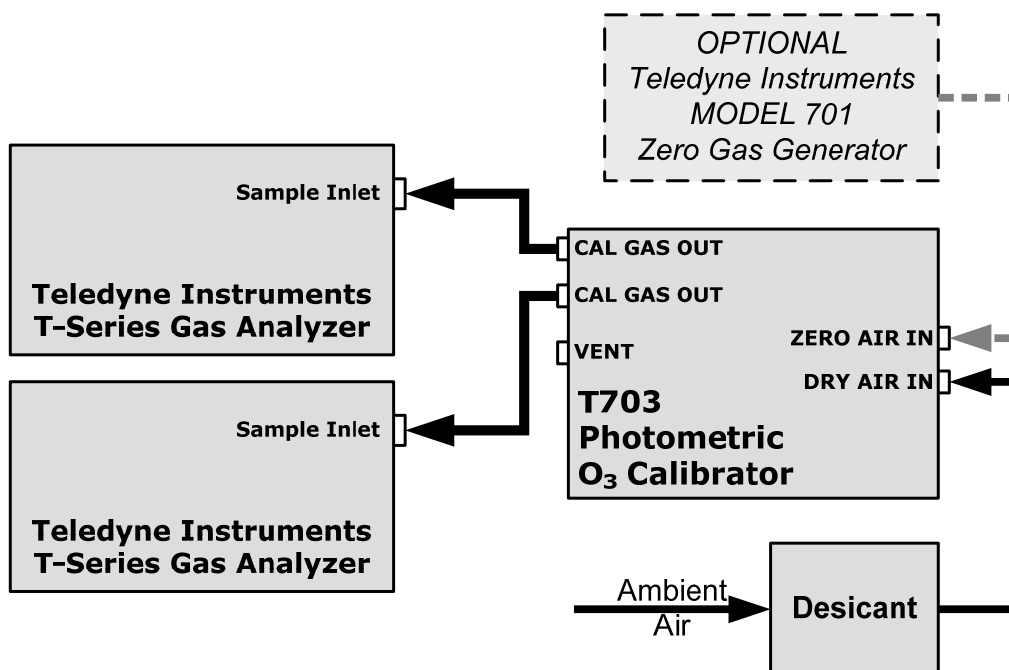 OPTIONAL
Teledyne Instruments
MODEL 701
Zero Gas Generator
Sample Inlet
Teledyne Instruments
T-Series Gas Analyzer
CAL GAS OUT
CAL GAS OUT
VENT
ZERO AIR IN
DRY AIR IN
T703
Photometric
O₃ Calibrator
Sample Inlet
Teledyne Instruments
T-Series Gas Analyzer
Ambient
Air
Desicant